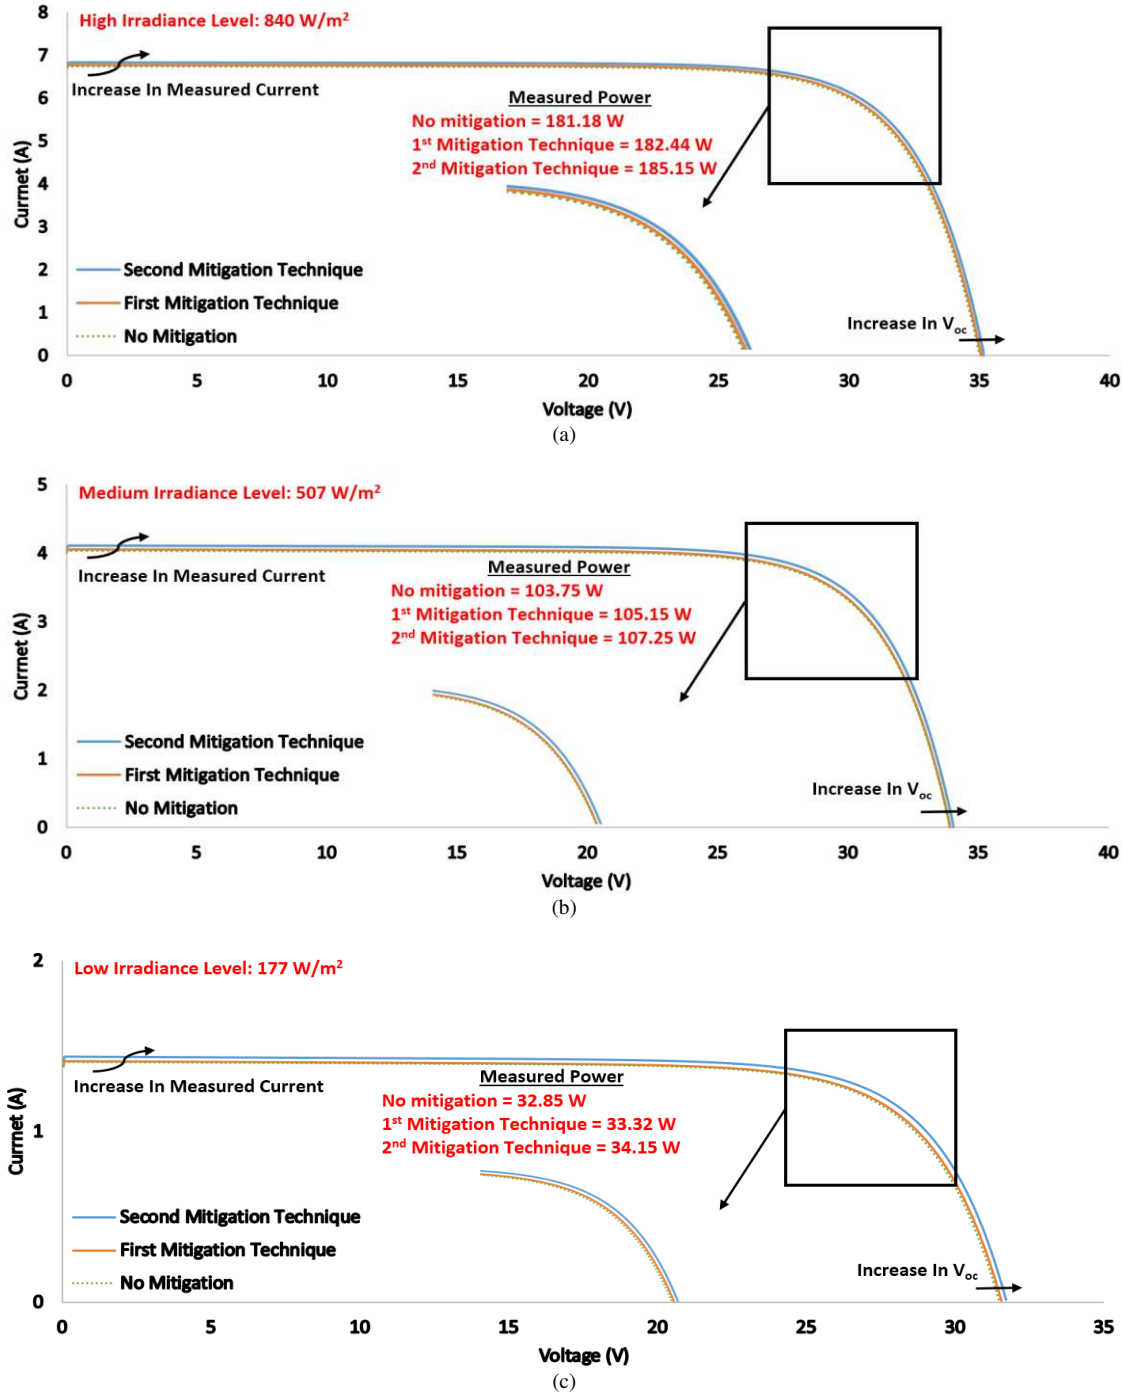 8
High Irradiance Level: 840 W/m²
7
Increase In Measured Current
6
Measured Power
No mitigation = 181.18 W
1st Mitigation Technique = 182.44 W
2nd Mitigation Technique = 185.15 W
5
Currnet (A)
4
3
2
Second Mitigation Technique
First Mitigation Technique
1
No Mitigation
Increase In Voc
0
0 5 10 15 20 25 30 35 40
Voltage (V)
(a)
5
Medium Irradiance Level: 507 W/m²
4
Increase In Measured Current
Measured Power
No mitigation = 103.75 W
1st Mitigation Technique = 105.15 W
2nd Mitigation Technique = 107.25 W
3
Currnet (A)
2
Second Mitigation Technique
1
First Mitigation Technique
No Mitigation
Increase In Voc
0
0 5 10 15 20 25 30 35 40
Voltage (V)
(b)
2
Low Irradiance Level: 177 W/m²
Increase In Measured Current
Measured Power
No mitigation = 32.85 W
1st Mitigation Technique = 33.32 W
2nd Mitigation Technique = 34.15 W
1
Currnet (A)
Second Mitigation Technique
First Mitigation Technique
No Mitigation
Increase In Voc
0
0 5 10 15 20 25 30 35
Voltage (V)
(c)